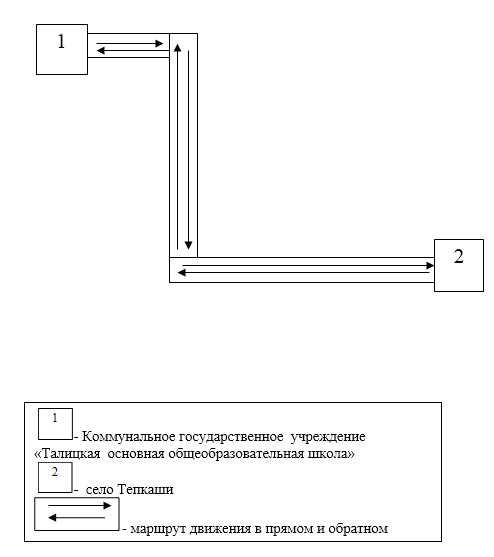 1
2
1
- Коммунальное государственное учреждение
«Талицкая основная общеобразовательная школа»
2
- село Тепкаши
- маршрут движения в прямом и обратном